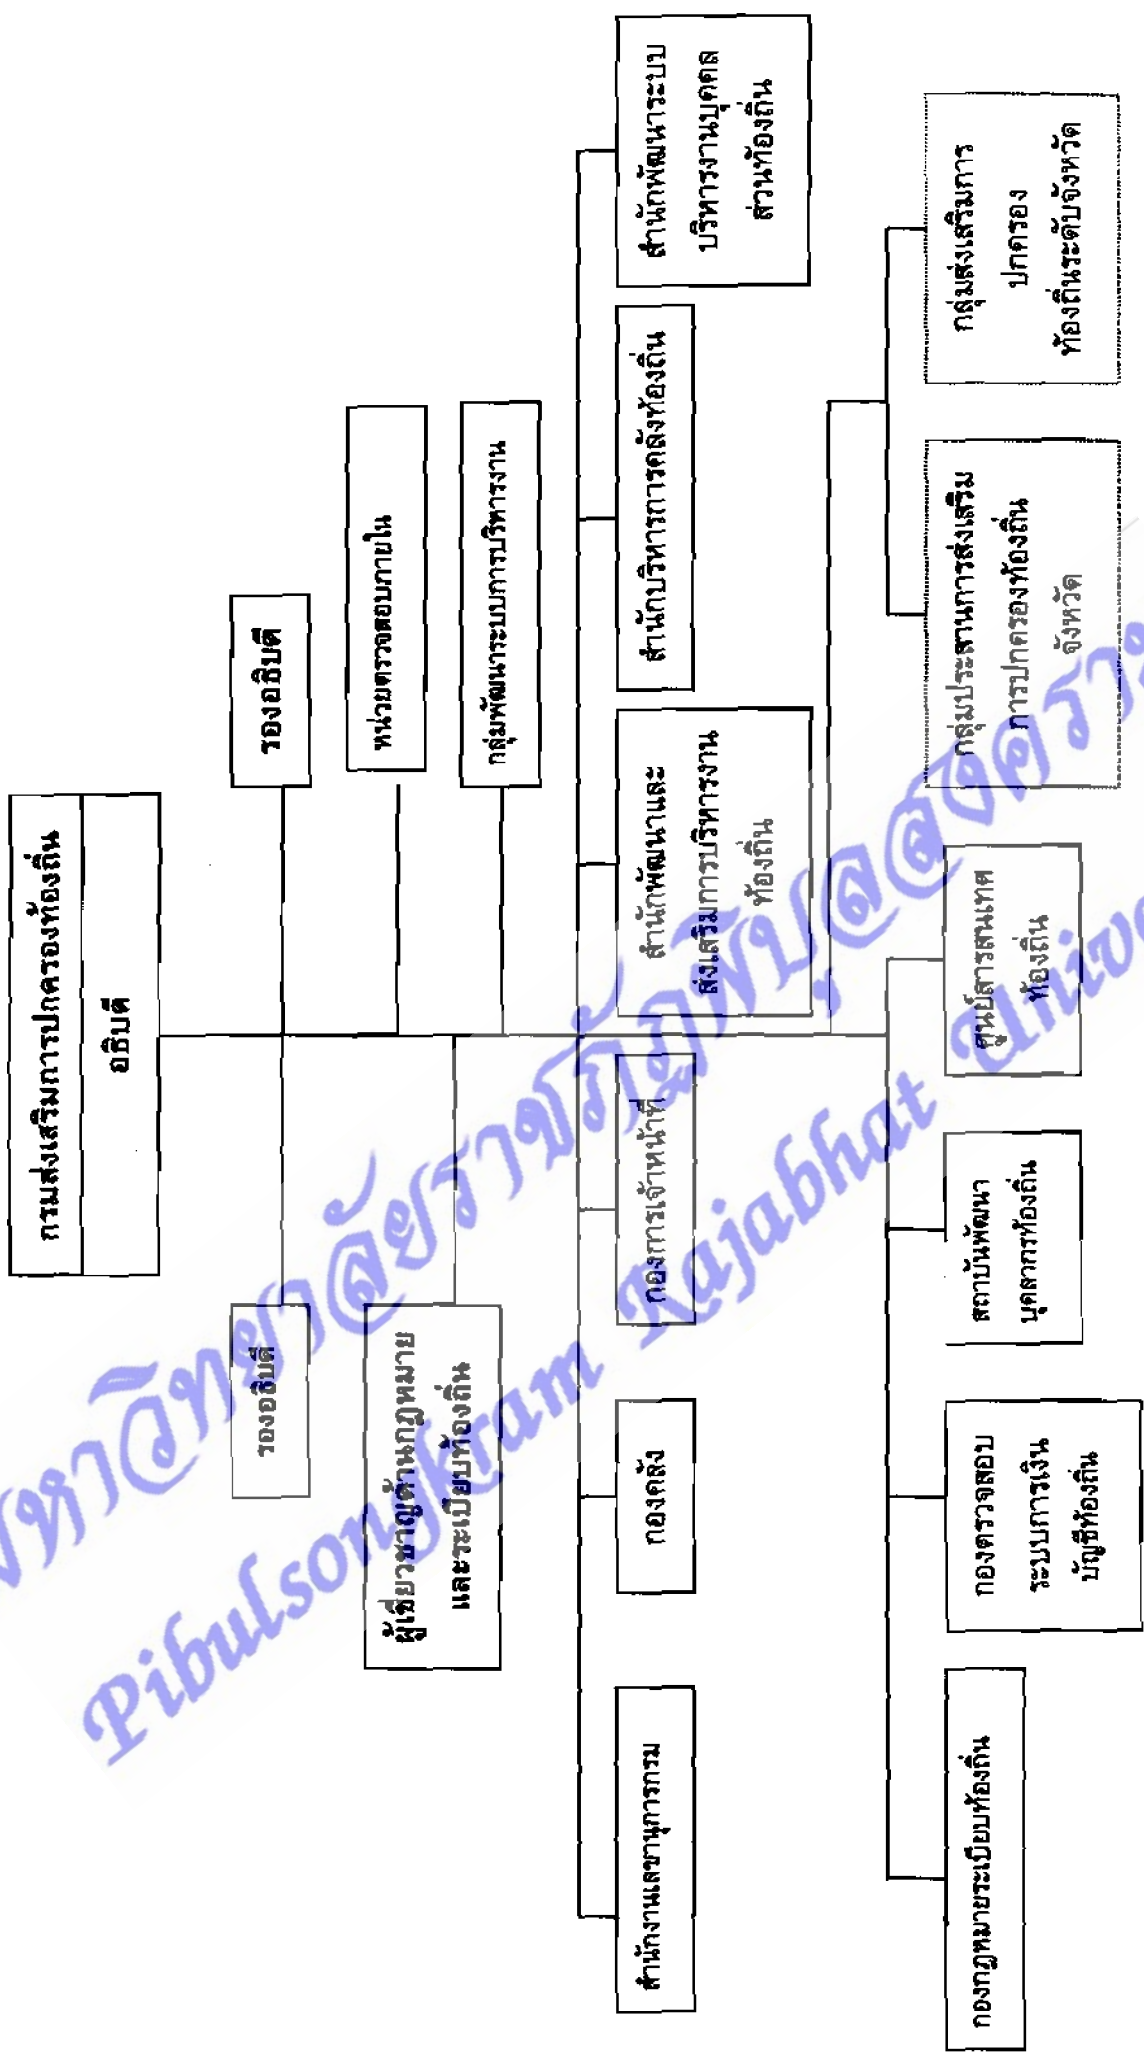 กรมส่งเสริมการปกครองท้องถิ่น
อธิบดี
รองอธิบดี
รองอธิบดี
หน่วยตรวจสอบภายใน
ผู้เชี่ยวชาญด้านกฎหมาย
และระเบียบท้องถิ่น
กลุ่มพัฒนาระบบการบริหารงาน
สำนักงานเลขานุการกรม
กองคลัง
กองการเจ้าหน้าที่
สำนักพัฒนาและ
ส่งเสริมการบริหารงาน
ท้องถิ่น
สำนักบริหารการคลังท้องถิ่น
สำนักพัฒนาระบบ
บริหารงานบุคคล
ส่วนท้องถิ่น
กองกฎหมายระเบียบท้องถิ่น
กองตรวจสอบ
ระบบการเงิน
บัญชีท้องถิ่น
สถาบันพัฒนา
บุคลากรท้องถิ่น
ศูนย์สารสนเทศ
ท้องถิ่น
กลุ่มประสานการส่งเสริม
การปกครองท้องถิ่น
จังหวัด
กลุ่มส่งเสริมการ
ปกครอง
ท้องถิ่นระดับจังหวัด
Pibulsongkram Rajabhat